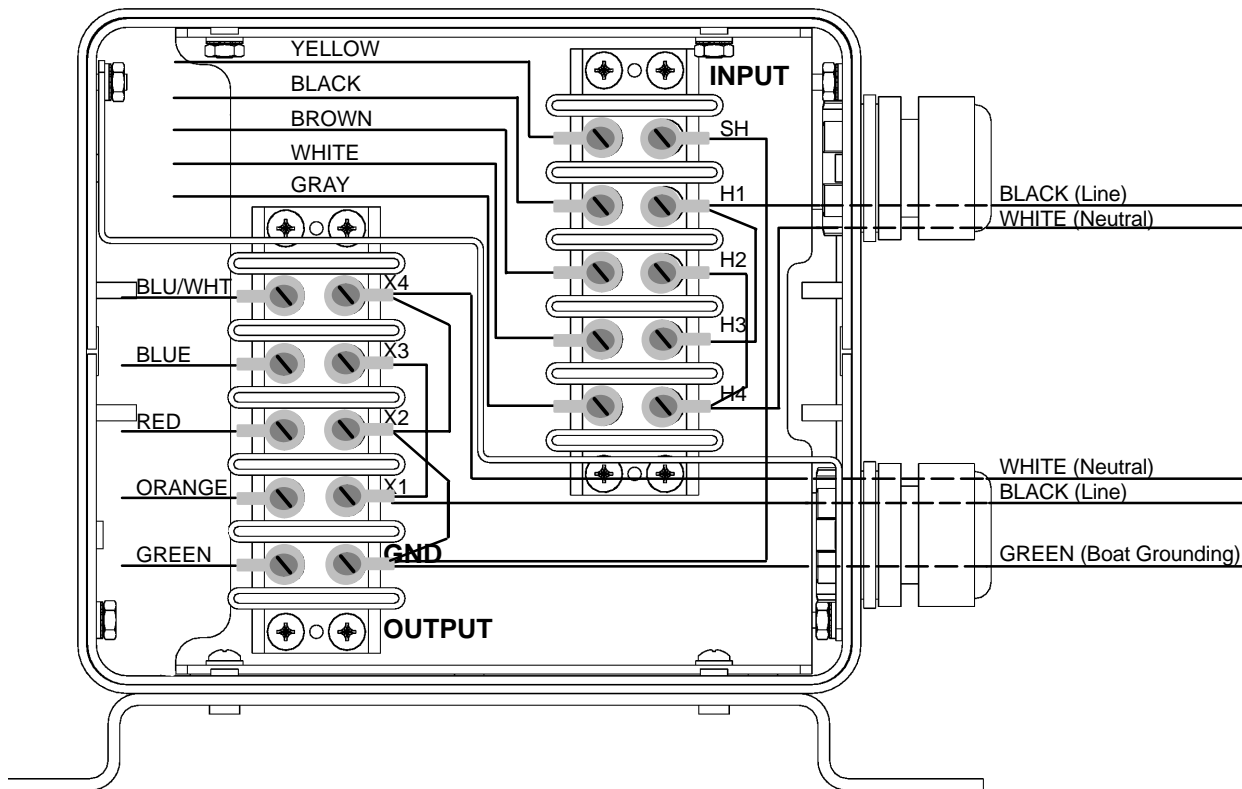 YELLOW
INPUT
BLACK
BROWN
SH
WHITE
GRAY
H1
BLACK (Line)
WHITE (Neutral)
H2
BLU/WHT
X4
H3
BLUE
X3
H4
RED
X2
WHITE (Neutral)
ORANGE
X1
BLACK (Line)
GREEN
GND
GREEN (Boat Grounding)
OUTPUT